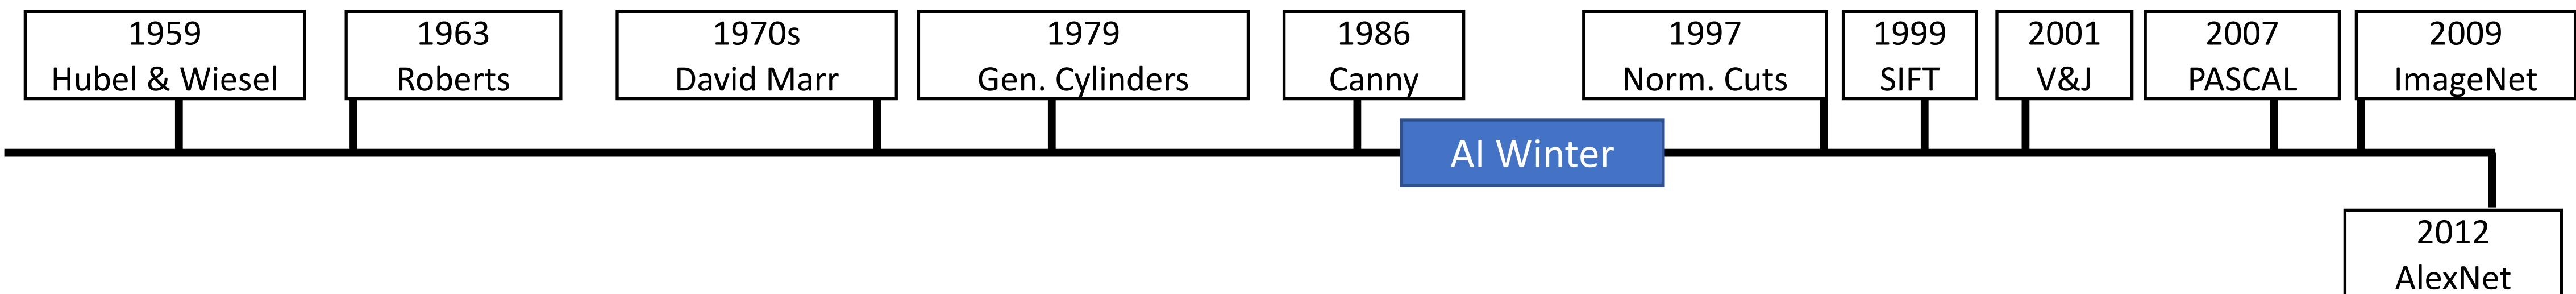 1959
Hubel & Wiesel
1963
Roberts
1970s
David Marr
1979
Gen. Cylinders
1986
Canny
1997
Norm. Cuts
1999
SIFT
2001
V&J
2007
PASCAL
2009
ImageNet
AI Winter
2012
AlexNet